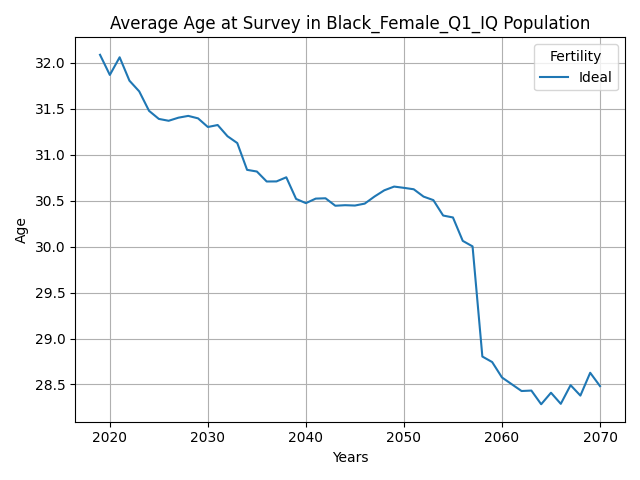 Average Age at Survey in Black_Female_Q1_IQ Population
Fertility
Ideal
32.0
31.5
31.0
30.5
30.0
29.5
29.0
28.5
Age
2020 2030 2040 2050 2060 2070
Years